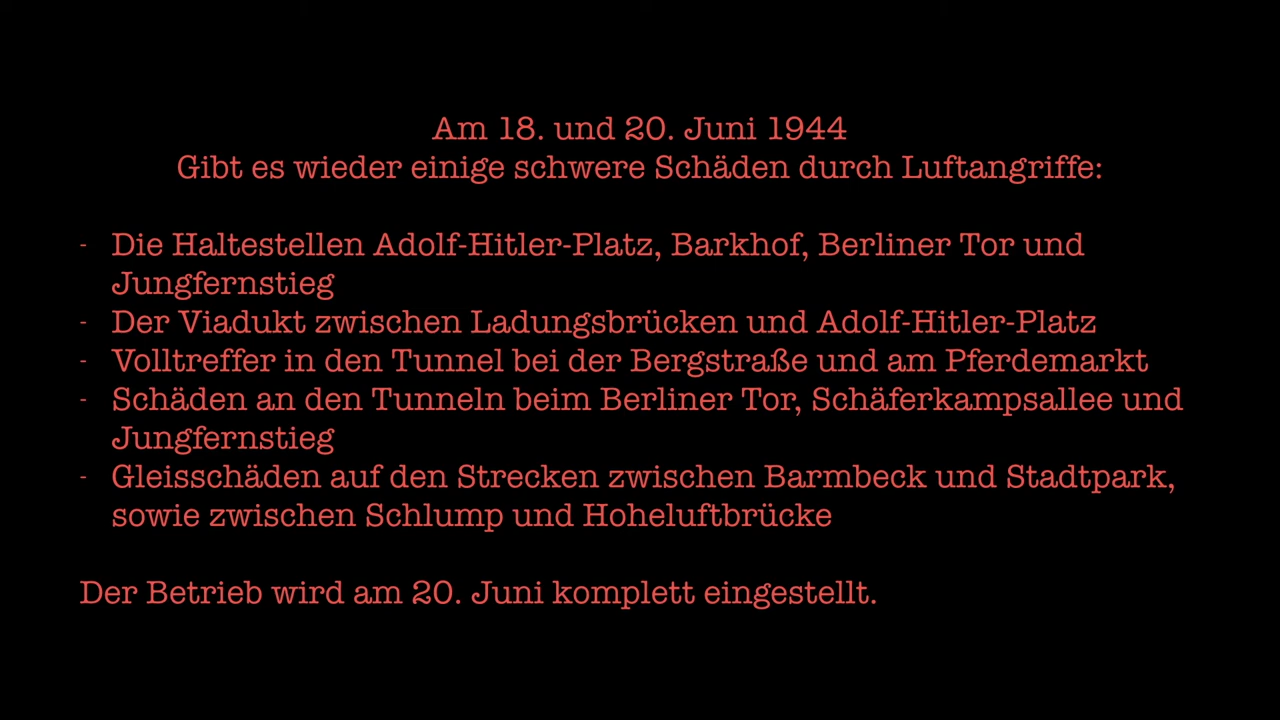 Am 18. und 20. Juni 1944
Gibt es wieder einige schwere Schäden durch Luftangriffe:
- Die Haltestellen Adolf-Hitler-Platz, Barkhof, Berliner Tor und
Jungfernstieg
- Der Viadukt zwischen Ladungsbrücken und Adolf-Hitler-Platz
- Volltreffer in den Tunnel bei der Bergstraße und am Pferdemarkt
- Schäden an den Tunneln beim Berliner Tor, Schäferkampsallee und
Jungfernstieg
- Gleisschäden auf den Strecken zwischen Barmbeck und Stadtpark,
sowie zwischen Schlump und Hoheluftbrücke
Der Betrieb wird am 20. Juni komplett eingestellt.